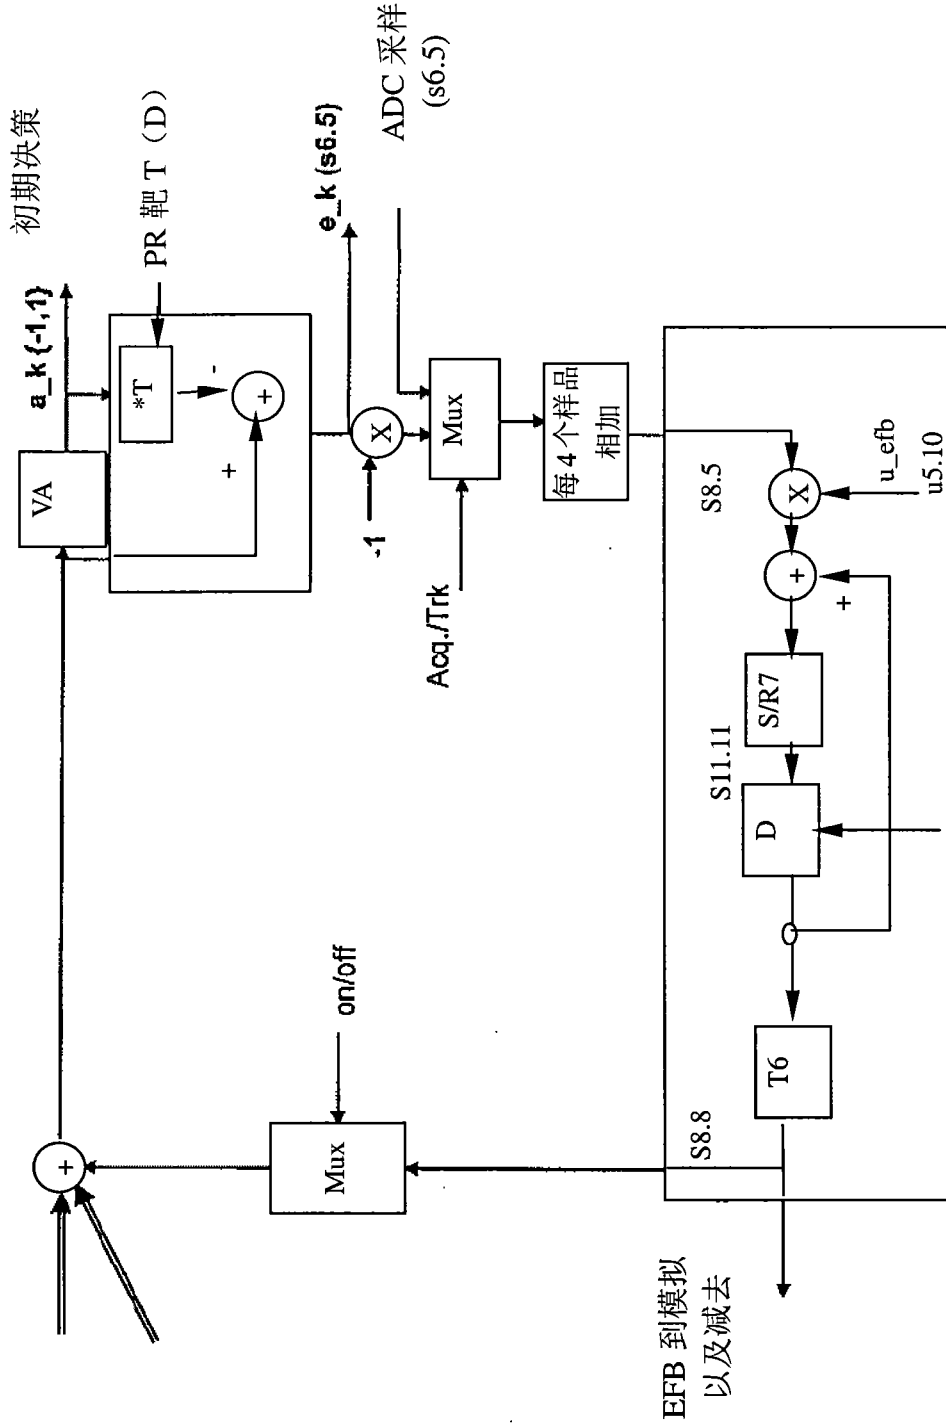 初期决策
a_k {-1,1}
VA
PR 靶 T（D）
*T
-
+
+
e_k (s6.5)
ADC 采样
(s6.5)
X
-1
Mux
Acq./Trk
每 4 个样品
相加
+
on/off
Mux
S8.5
X
u_efb
u5.10
+
+
S/R7
S11.11
D
T6
S8.8
EFB 到模拟
以及减去